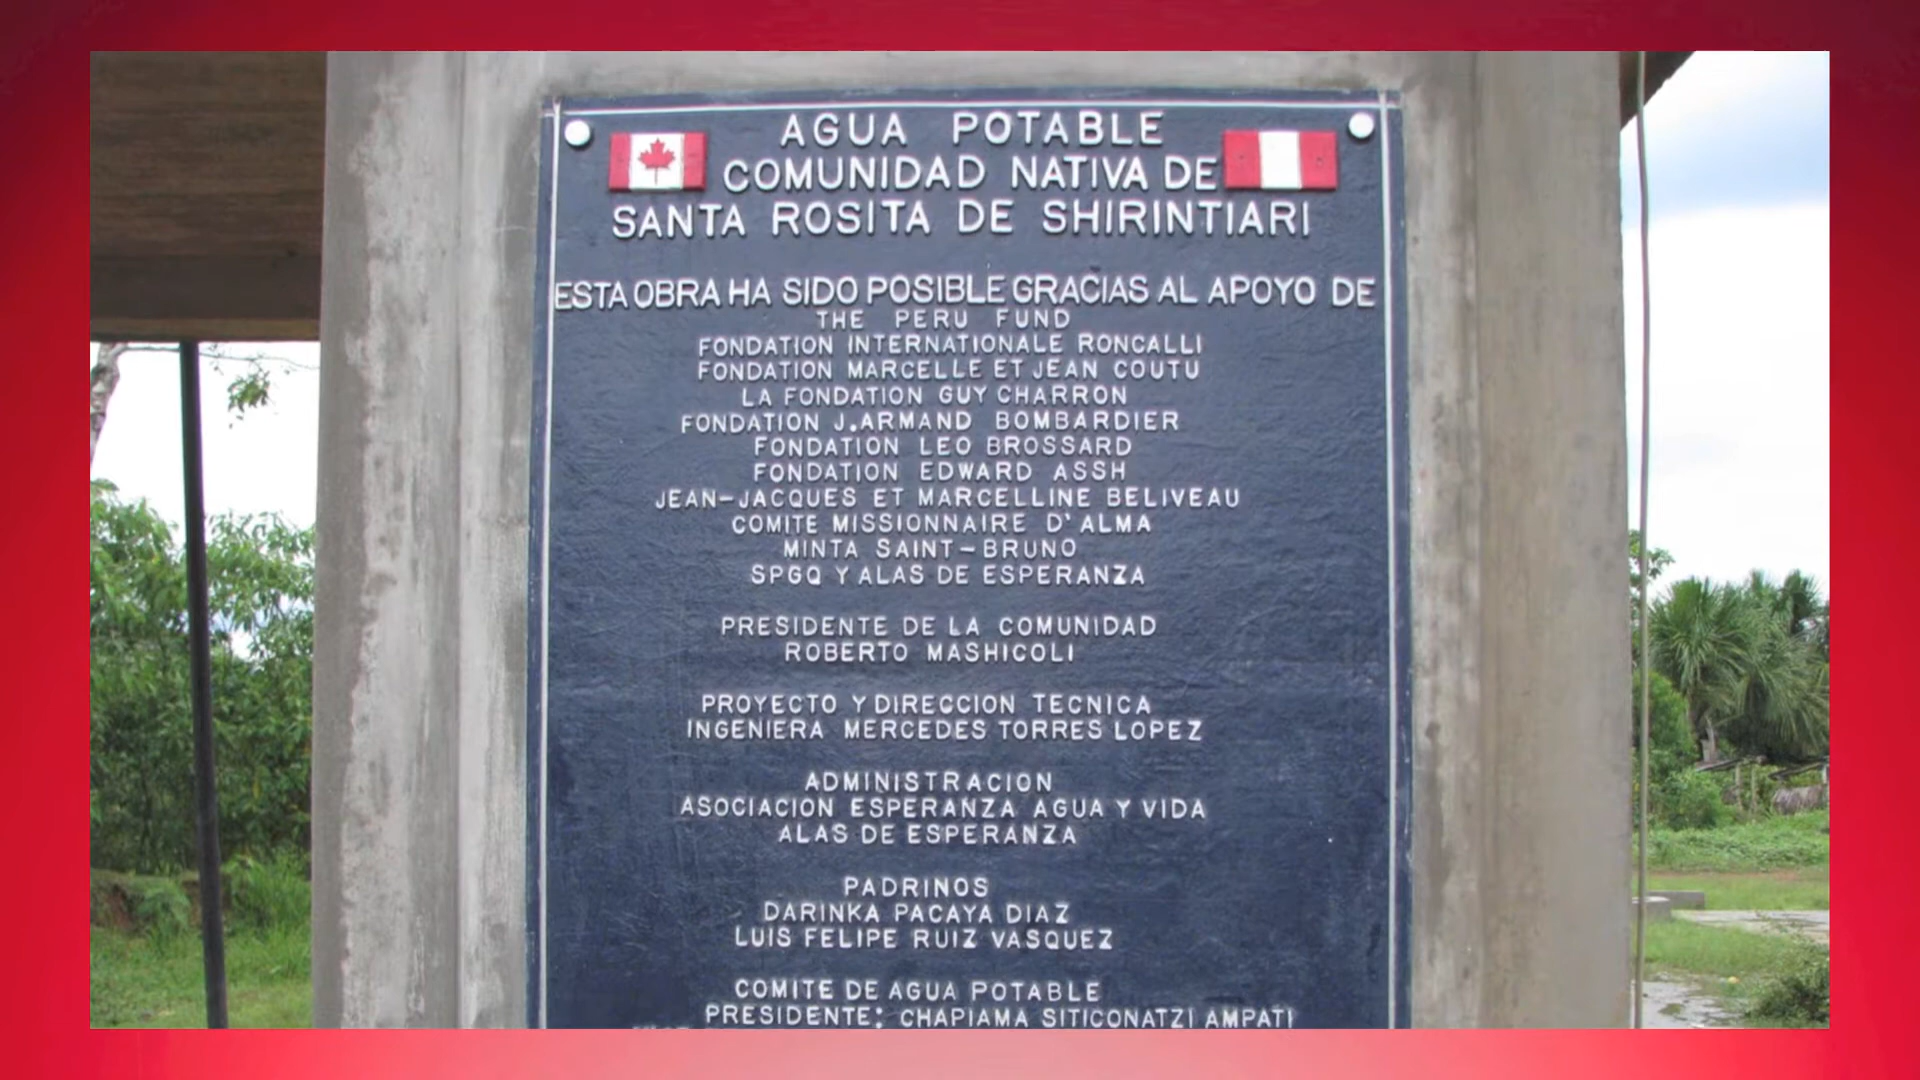 AGUA POTABLE
COMUNIDAD NATIVA DE
SANTA ROSITA DE SHIRINTIARI
ESTA OBRA HA SIDO POSIBLE GRACIAS AL APOYO DE
THE PERU FUND
FONDATION INTERNATIONALE RONCALLI
FONDATION MARCELLE ET JEAN COUTU
LA FONDATION GUY CHARRON
FONDATION J.ARMAND BOMBARDIER
FONDATION LEO BROSSARD
FONDATION EDWARD ASSH
JEAN-JACQUES ET MARCELLINE BELIVEAU
COMITE MISSIONNAIRE D'ALMA
MINTA SAINT-BRUNO
SPGQ Y ALAS DE ESPERANZA
PRESIDENTE DE LA COMUNIDAD
ROBERTO MASHICOLI
PROYECTO Y DIRECCION TECNICA
INGENIERA MERCEDES TORRES LOPEZ
ADMINISTRACION
ASOCIACION ESPERANZA AGUA Y VIDA
ALAS DE ESPERANZA
PADRINOS
DARINKA PACAYA DIAZ
LUIS FELIPE RUIZ VASQUEZ
COMITE DE AGUA POTABLE
PRESIDENTE: CHAPIAMA SITICONATZI AMPATI